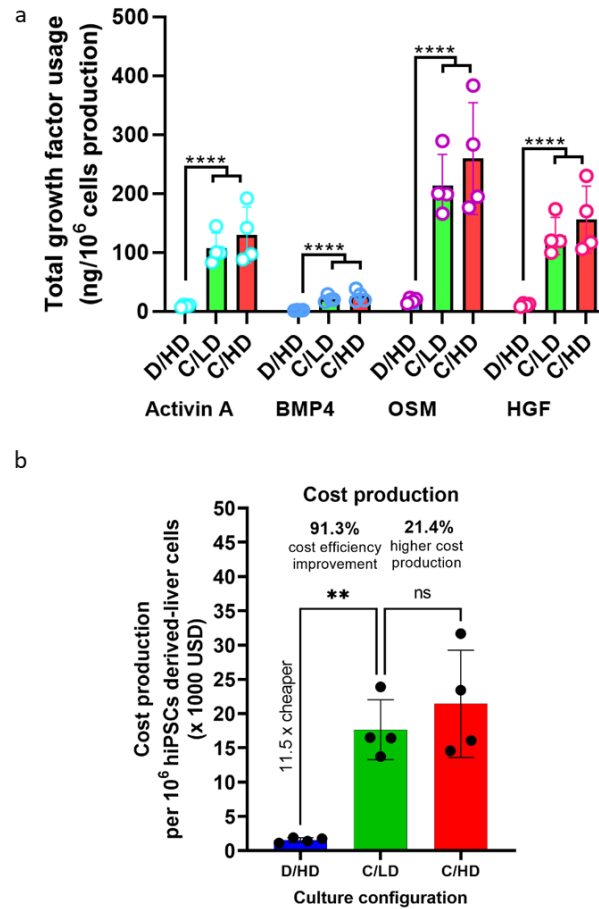 a
Total growth factor usage
(ng/10⁶ cells production)
500
400
300
200
100
0
**** **** **** ****
D/HD C/LD C/HD D/HD C/LD C/HD D/HD C/LD C/HD D/HD C/LD C/HD
Activin A BMP4 OSM HGF
b
Cost production
91.3% 21.4%
cost efficiency higher cost
improvement production
** ns
11.5 x cheaper
Cost production
per 10⁶ hiPSCs derived-liver cells
(x 1000 USD)
50
45
40
35
30
25
20
15
10
5
0
D/HD C/LD C/HD
Culture configuration